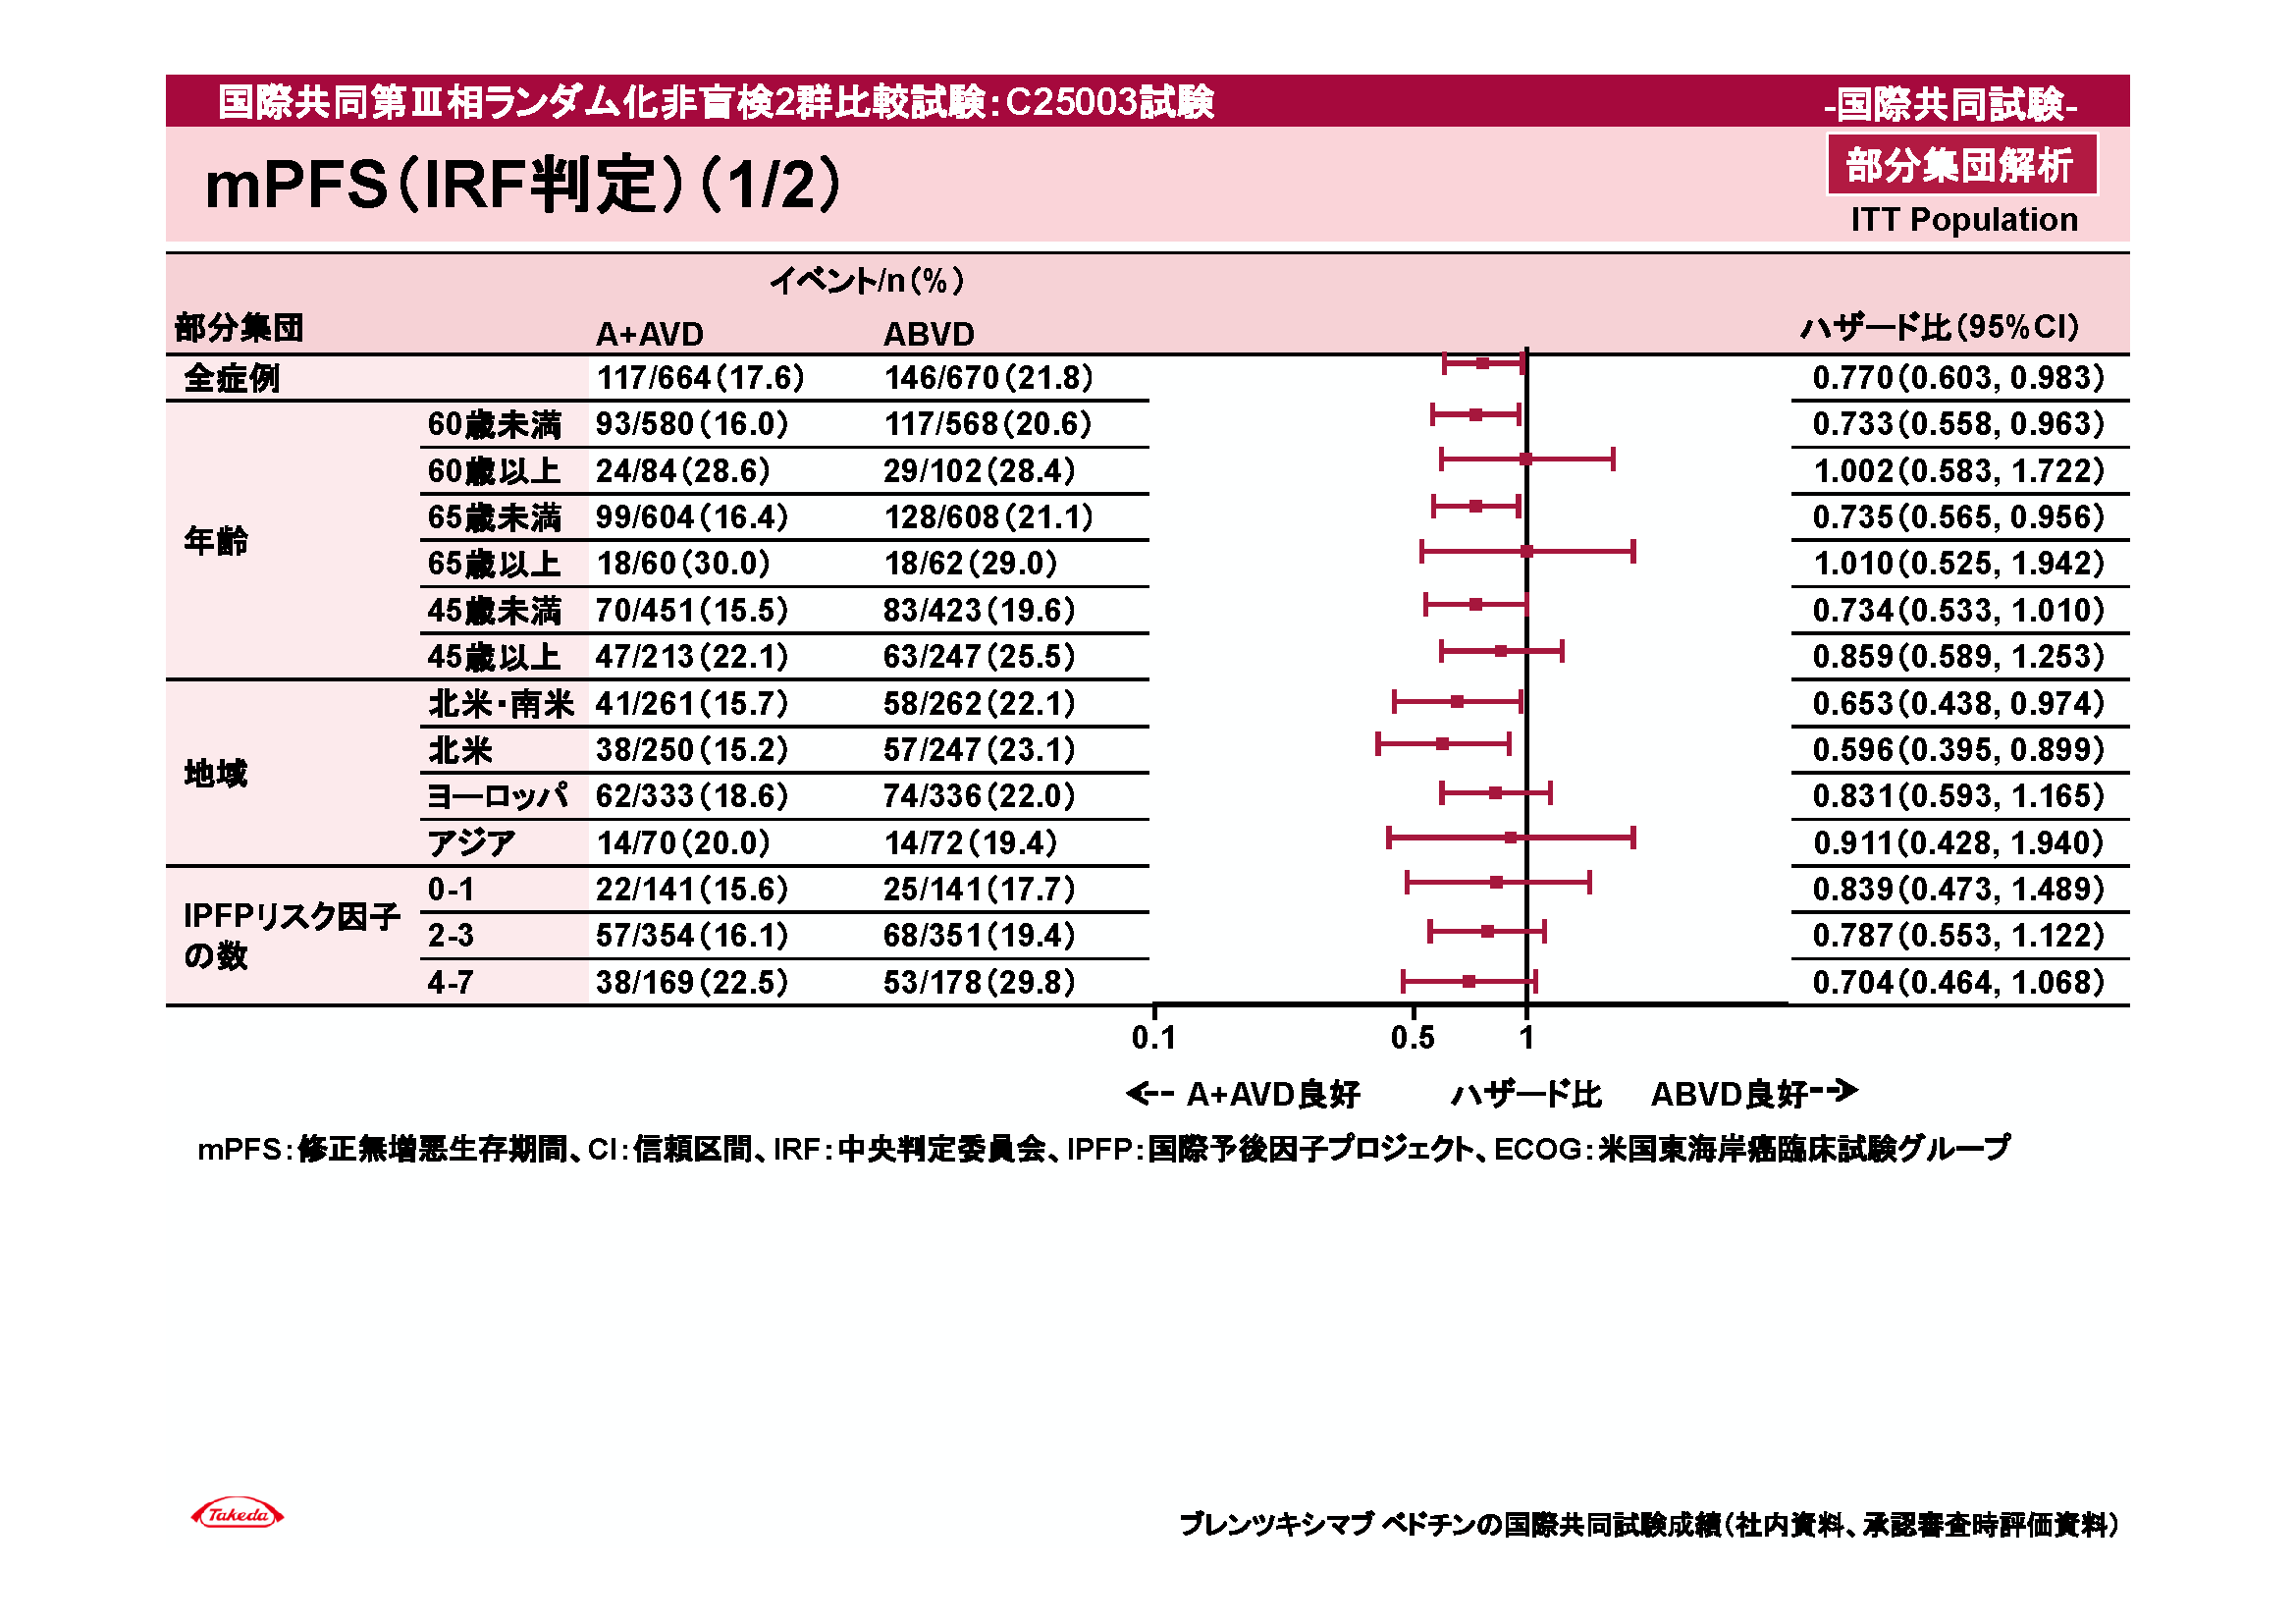 国際共同第Ⅲ相ランダム化非盲検2群比較試験：C25003試験 -国際共同試験-
mPFS（IRF判定）（1/2） 部分集団解析
ITT Population
イベント/n（%）
部分集団 A+AVD ABVD ハザード比（95%CI）
全症例 117/664（17.6） 146/670（21.8） 0.770（0.603, 0.983）
年齢
60歳未満 93/580（16.0） 117/568（20.6） 0.733（0.558, 0.963）
60歳以上 24/84（28.6） 29/102（28.4） 1.002（0.583, 1.722）
65歳未満 99/604（16.4） 128/608（21.1） 0.735（0.565, 0.956）
65歳以上 18/60（30.0） 18/62（29.0） 1.010（0.525, 1.942）
45歳未満 70/451（15.5） 83/423（19.6） 0.734（0.533, 1.010）
45歳以上 47/213（22.1） 63/247（25.5） 0.859（0.589, 1.253）
地域
北米・南米 41/261（15.7） 58/262（22.1） 0.653（0.438, 0.974）
北米 38/250（15.2） 57/247（23.1） 0.596（0.395, 0.899）
ヨーロッパ 62/333（18.6） 74/336（22.0） 0.831（0.593, 1.165）
アジア 14/70（20.0） 14/72（19.4） 0.911（0.428, 1.940）
IPFPリスク因子
の数
0-1 22/141（15.6） 25/141（17.7） 0.839（0.473, 1.489）
2-3 57/354（16.1） 68/351（19.4） 0.787（0.553, 1.122）
4-7 38/169（22.5） 53/178（29.8） 0.704（0.464, 1.068）
0.1 0.5 1
←-- A+AVD良好 ハザード比 ABVD良好--→
mPFS：修正無増悪生存期間、CI：信頼区間、IRF：中央判定委員会、IPFP：国際予後因子プロジェクト、ECOG：米国東海岸癌臨床試験グループ
Takeda
ブレンツキシマブ ベドチンの国際共同試験成績（社内資料、承認審査時評価資料）